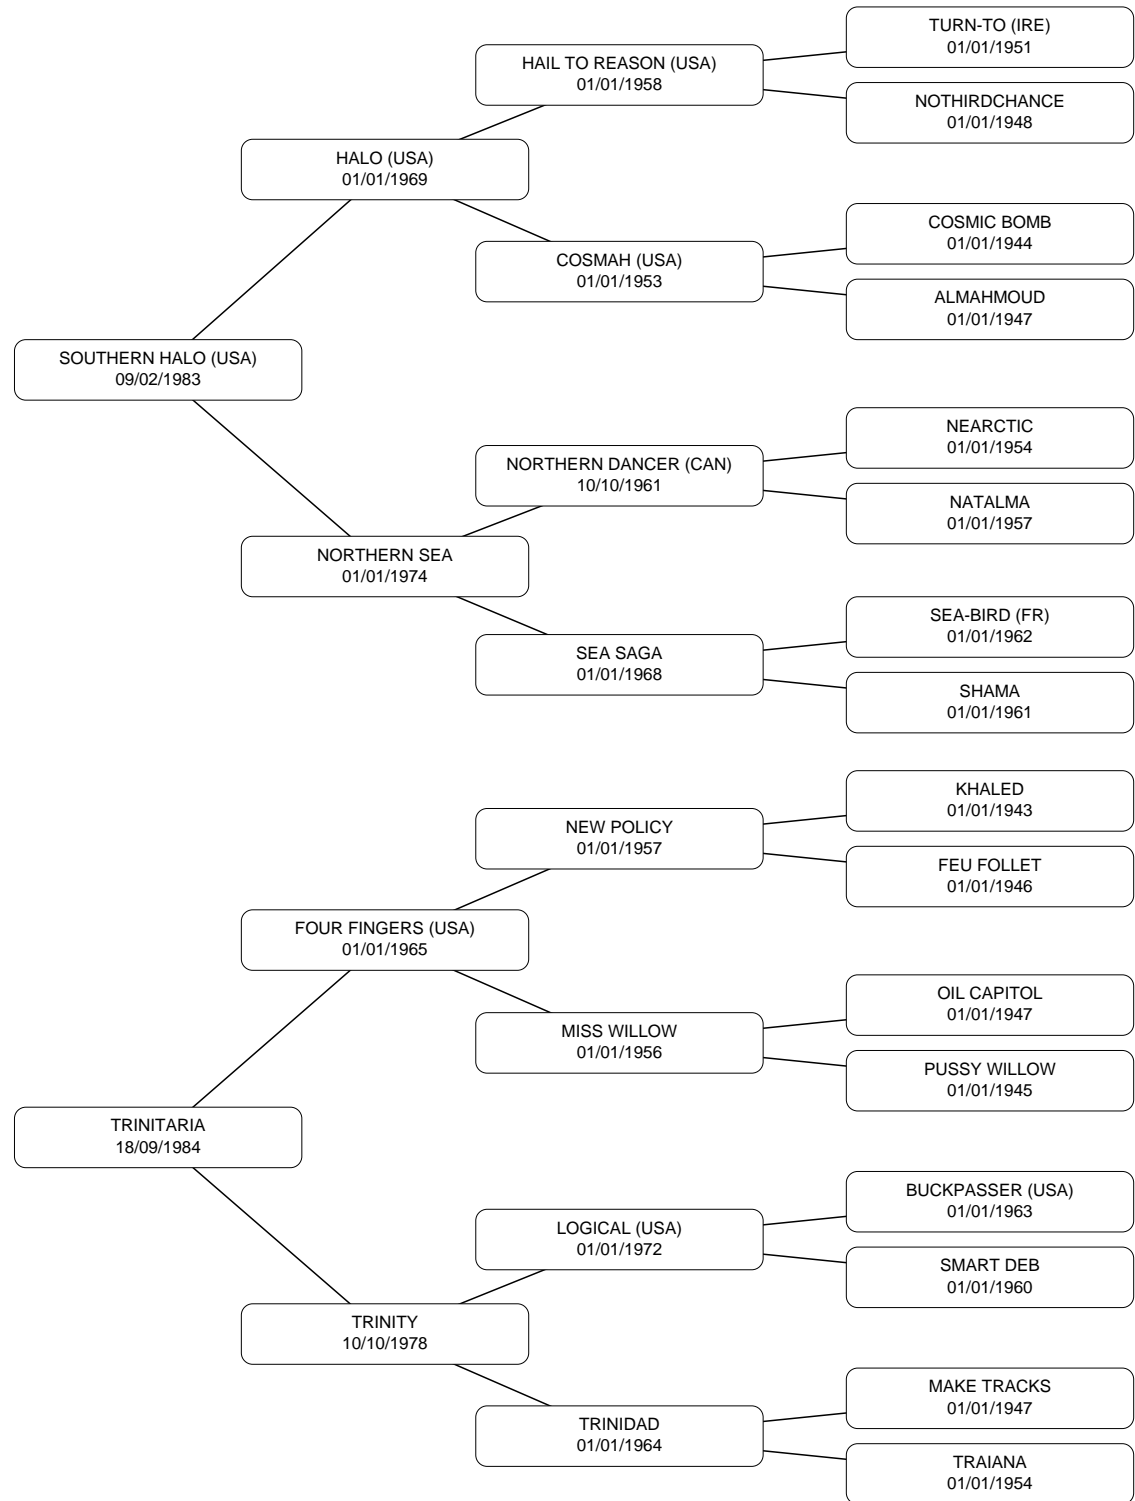 TURN-TO (IRE)
01/01/1951
HAIL TO REASON (USA)
01/01/1958
NOTHIRDCHANCE
01/01/1948
HALO (USA)
01/01/1969
COSMIC BOMB
01/01/1944
COSMAH (USA)
01/01/1953
ALMAHMOUD
01/01/1947
SOUTHERN HALO (USA)
09/02/1983
NEARCTIC
01/01/1954
NORTHERN DANCER (CAN)
10/10/1961
NATALMA
01/01/1957
NORTHERN SEA
01/01/1974
SEA-BIRD (FR)
01/01/1962
SEA SAGA
01/01/1968
SHAMA
01/01/1961
KHALED
01/01/1943
NEW POLICY
01/01/1957
FEU FOLLET
01/01/1946
FOUR FINGERS (USA)
01/01/1965
OIL CAPITOL
01/01/1947
MISS WILLOW
01/01/1956
PUSSY WILLOW
01/01/1945
TRINITARIA
18/09/1984
BUCKPASSER (USA)
01/01/1963
LOGICAL (USA)
01/01/1972
SMART DEB
01/01/1960
TRINITY
10/10/1978
MAKE TRACKS
01/01/1947
TRINIDAD
01/01/1964
TRAIANA
01/01/1954